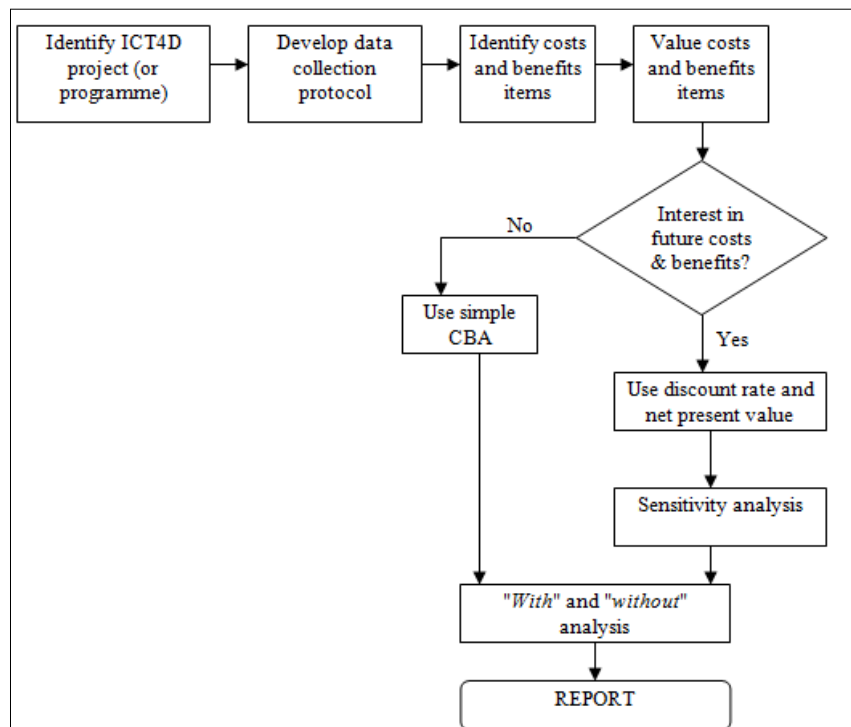 Identify ICT4D
project (or
programme)
Develop data
collection
protocol
Identify costs
and benefits
items
Value costs
and benefits
items
Interest in
future costs
& benefits?
No
Use simple
CBA
Yes
Use discount rate and
net present value
Sensitivity analysis
"With" and "without"
analysis
REPORT